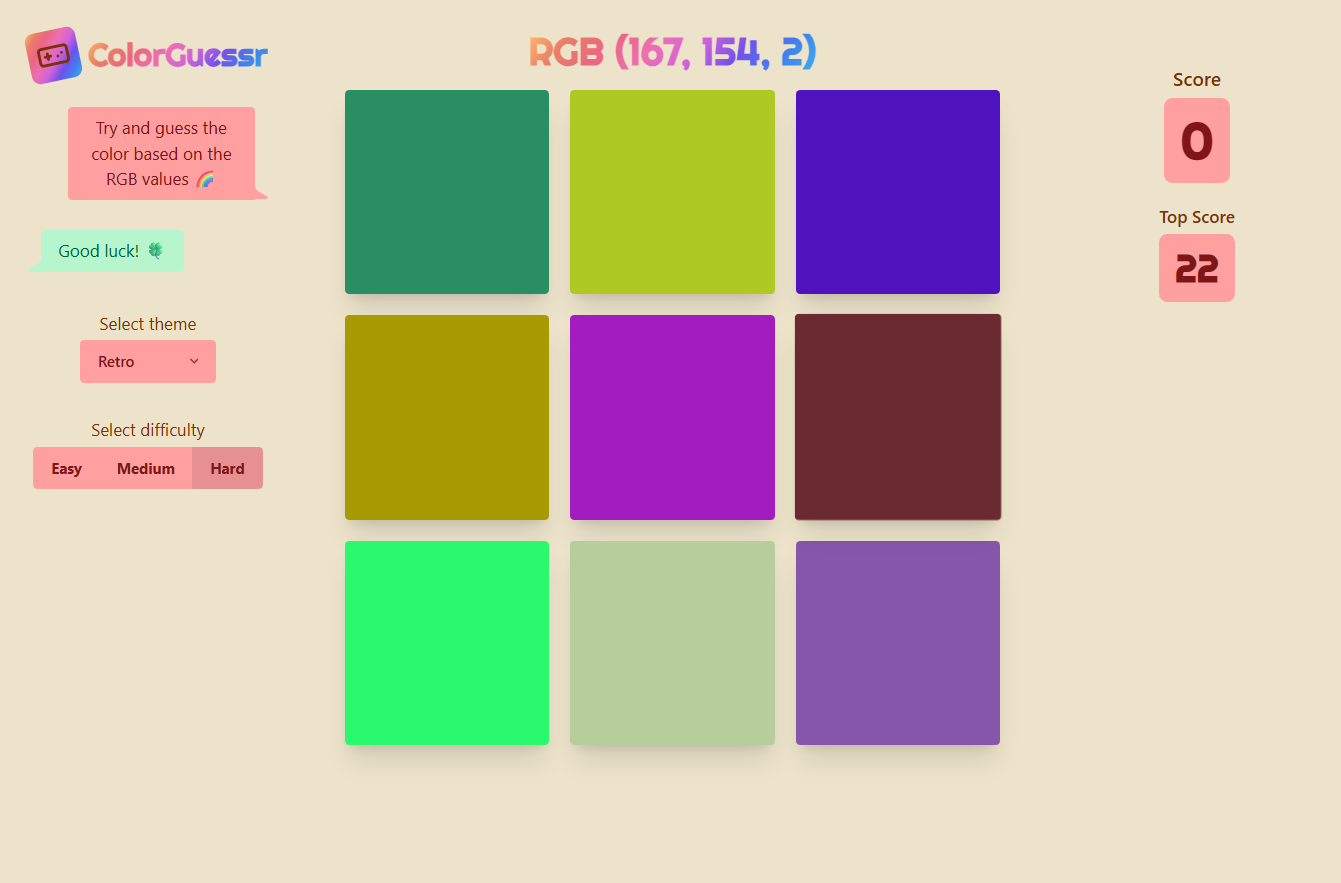 ColorGuessr
RGB (167, 154, 2)
Try and guess the
color based on the
RGB values 🌈
Good luck! 🍀
Select theme
Retro
Select difficulty
Easy Medium Hard
Score
0
Top Score
22